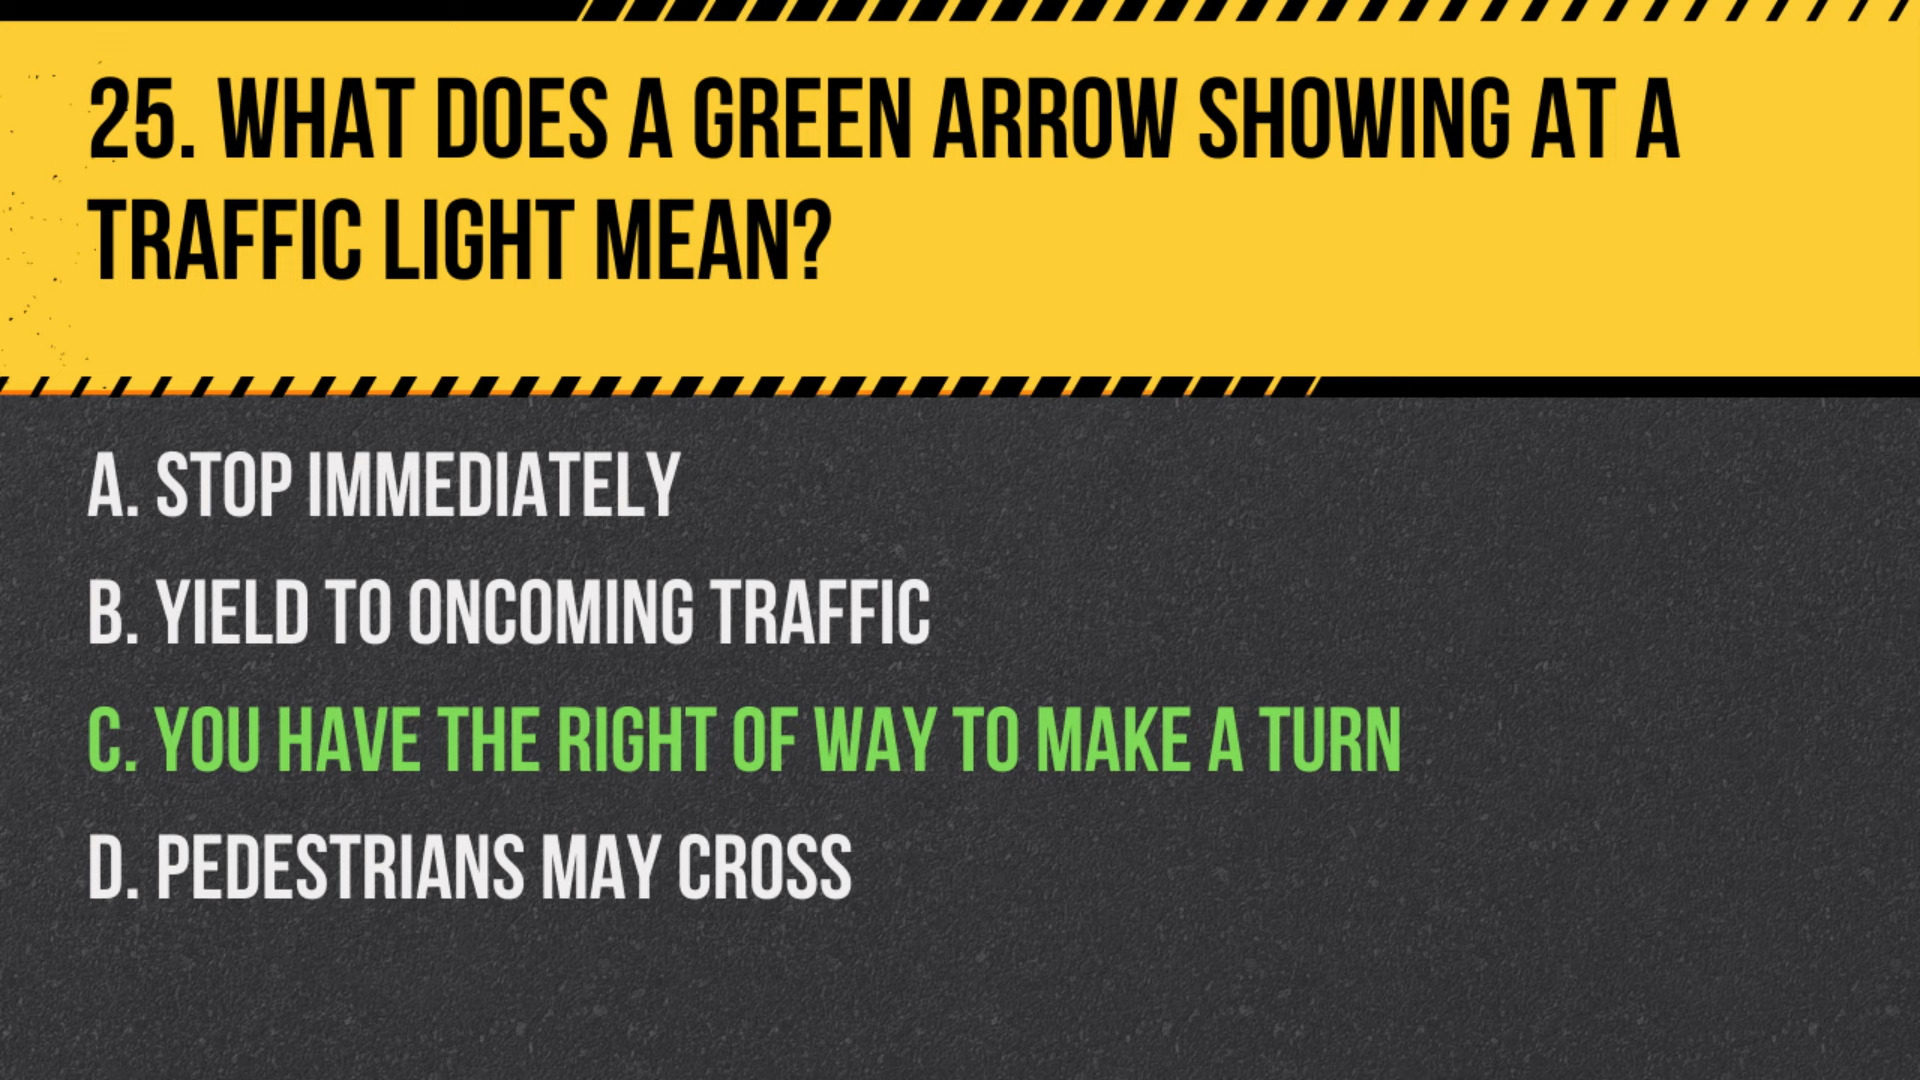 25. WHAT DOES A GREEN ARROW SHOWING AT A
TRAFFIC LIGHT MEAN?
A. STOP IMMEDIATELY
B. YIELD TO ONCOMING TRAFFIC
C. YOU HAVE THE RIGHT OF WAY TO MAKE A TURN
D. PEDESTRIANS MAY CROSS